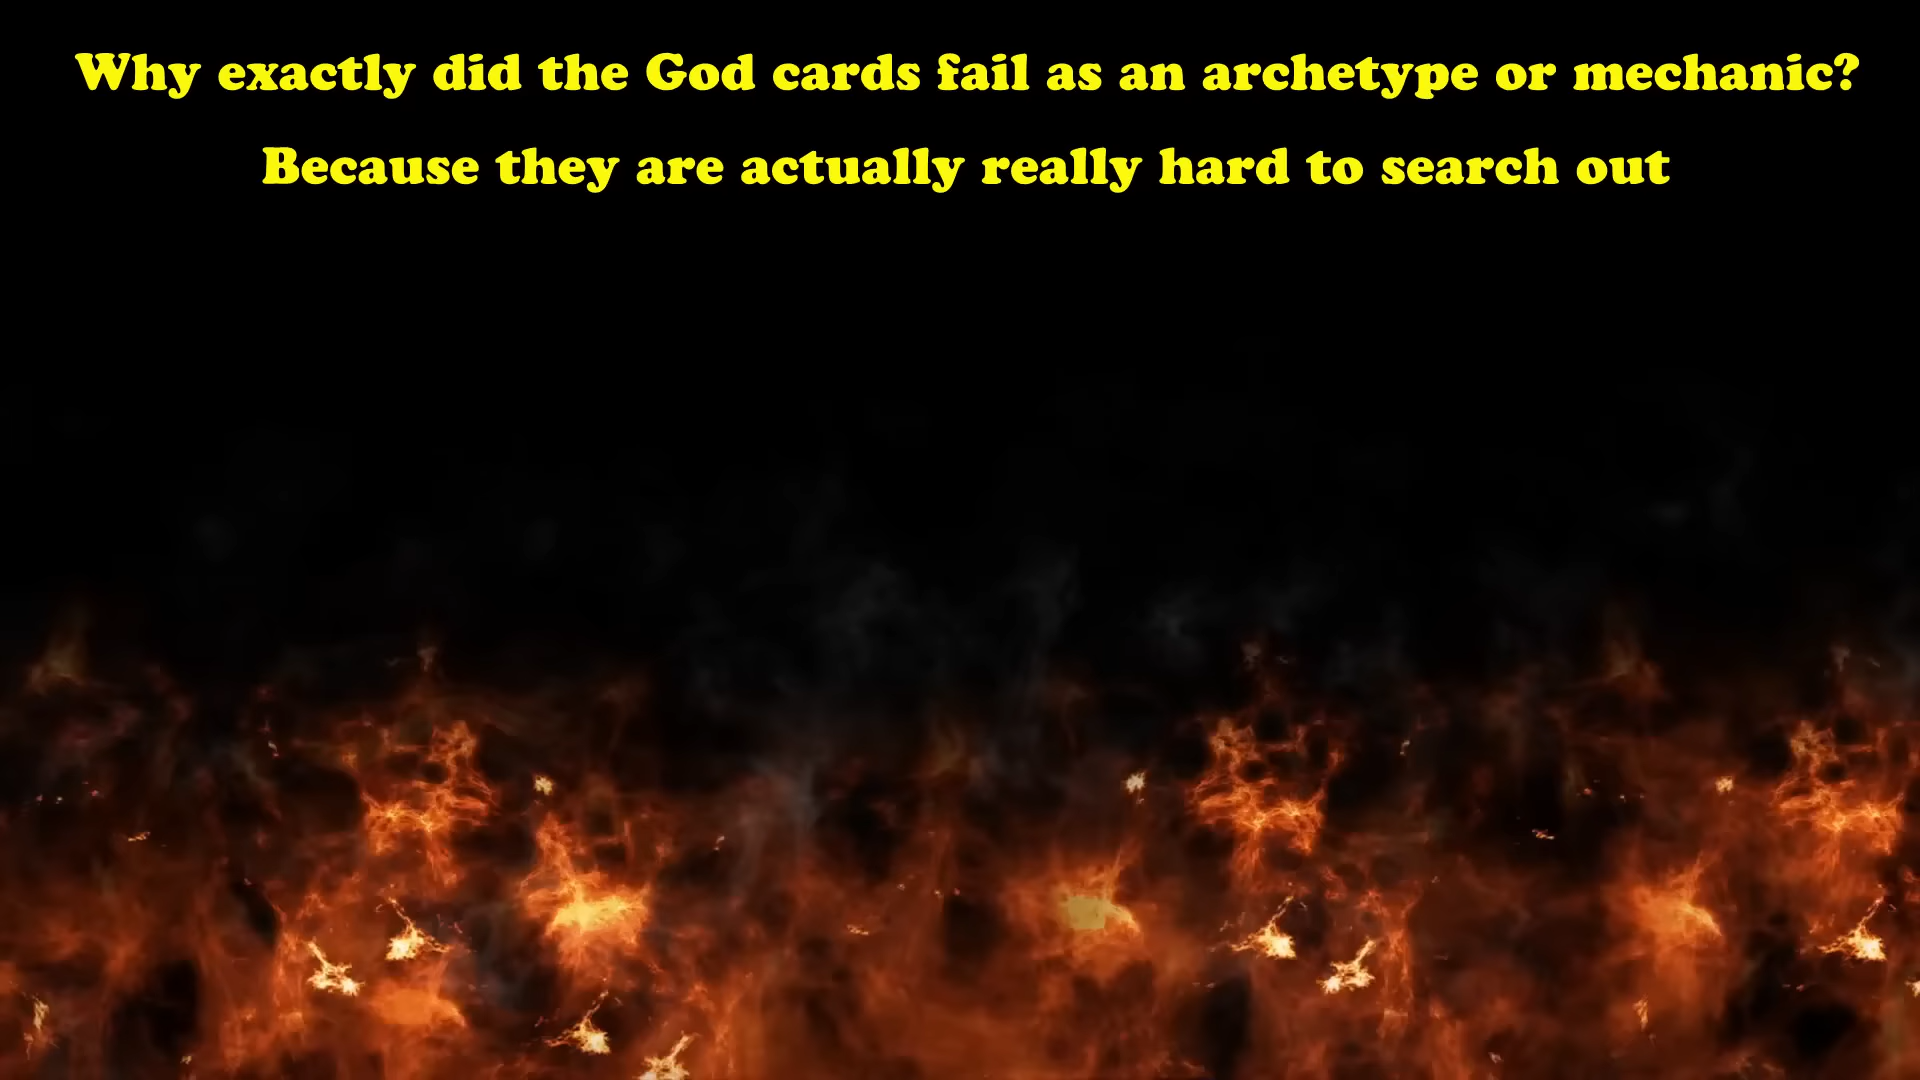 Why exactly did the God cards fail as an archetype or mechanic?
Because they are actually really hard to search out